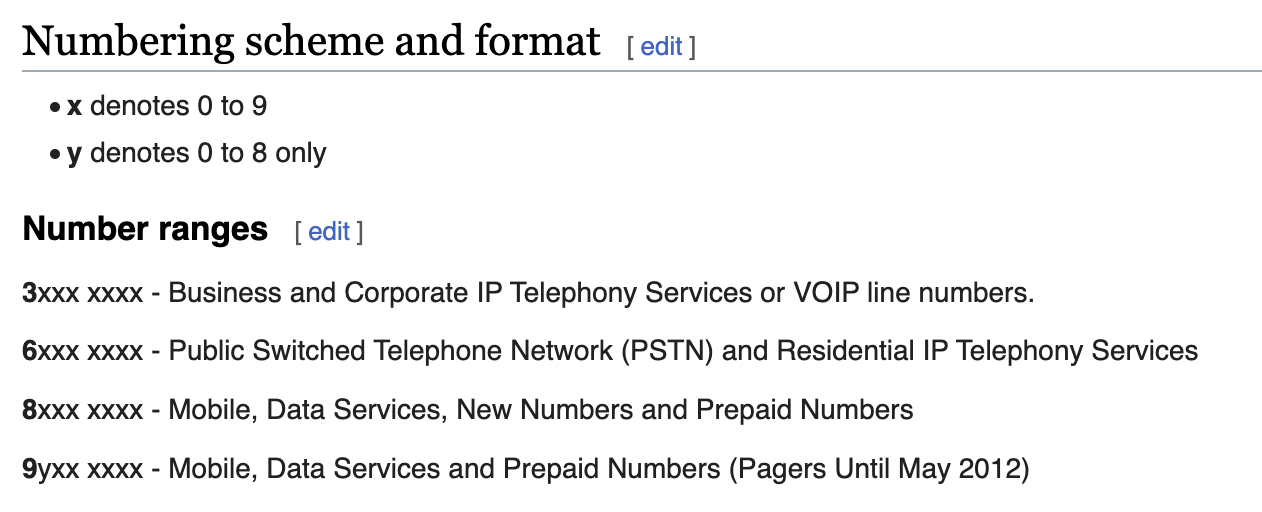 Numbering scheme and format [ edit ]
• x denotes 0 to 9
• y denotes 0 to 8 only
Number ranges [ edit ]
3xxx xxxx - Business and Corporate IP Telephony Services or VOIP line numbers.
6xxx xxxx - Public Switched Telephone Network (PSTN) and Residential IP Telephony Services
8xxx xxxx - Mobile, Data Services, New Numbers and Prepaid Numbers
9yxx xxxx - Mobile, Data Services and Prepaid Numbers (Pagers Until May 2012)